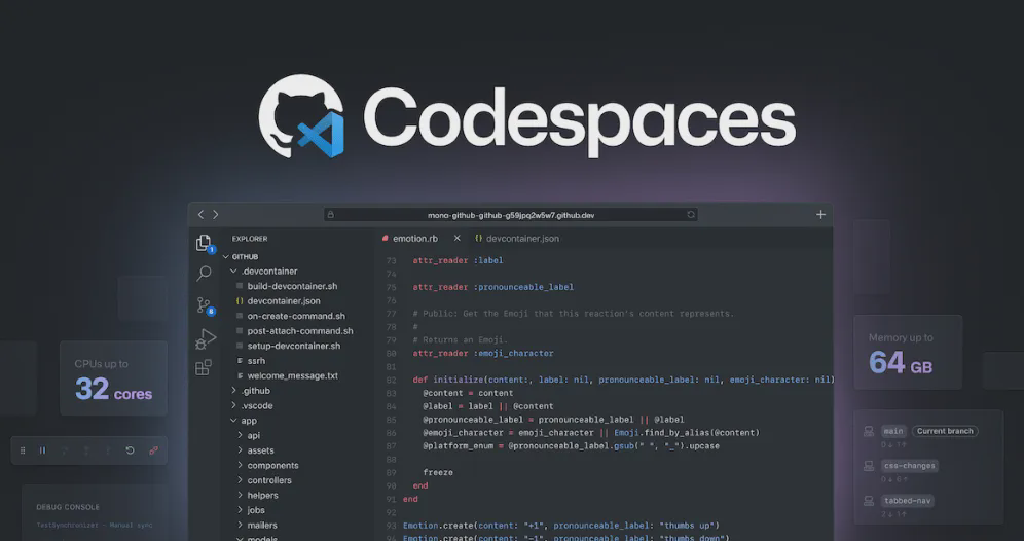 Codespaces
mono-github-github-g59jpq2w5w7.github.dev
EXPLORER
GITHUB
.devcontainer
build-devcontainer.sh
devcontainer.json
on-create-command.sh
post-attach-command.sh
setup-devcontainer.sh
ssrh
welcome_message.txt
.github
.vscode
app
api
assets
components
controllers
helpers
jobs
mailers
models
1
8
emotion.rb
devcontainer.json
73 attr_reader :label
74
75 attr_reader :pronounceable_label
76
77 # Public: Get the Emoji that this reaction's content represents.
78 #
79 # Returns an Emoji.
80 attr_reader :emoji_character
81
82 def initialize(content:, label: nil, pronounceable_label: nil, emoji_character: nil)
83 @content = content
84 @label = label || @content
85 @pronounceable_label = pronounceable_label || @label
86 @emoji_character = emoji_character || Emoji.find_by_alias(@content)
87 @platform_enum = @pronounceable_label.gsub(" ", "_").upcase
88
89 freeze
90 end
91 end
92
93 Emotion.create(content: "+1", pronounceable_label: "thumbs up")
94 Emotion.create(content: "-1", pronounceable_label: "thumbs down")
CPUs up to
32 cores
DEBUG CONSOLE
TestSynchronizer - Manual sync
Memory up to
64 GB
main Current branch
css-changes
tabbed-nav